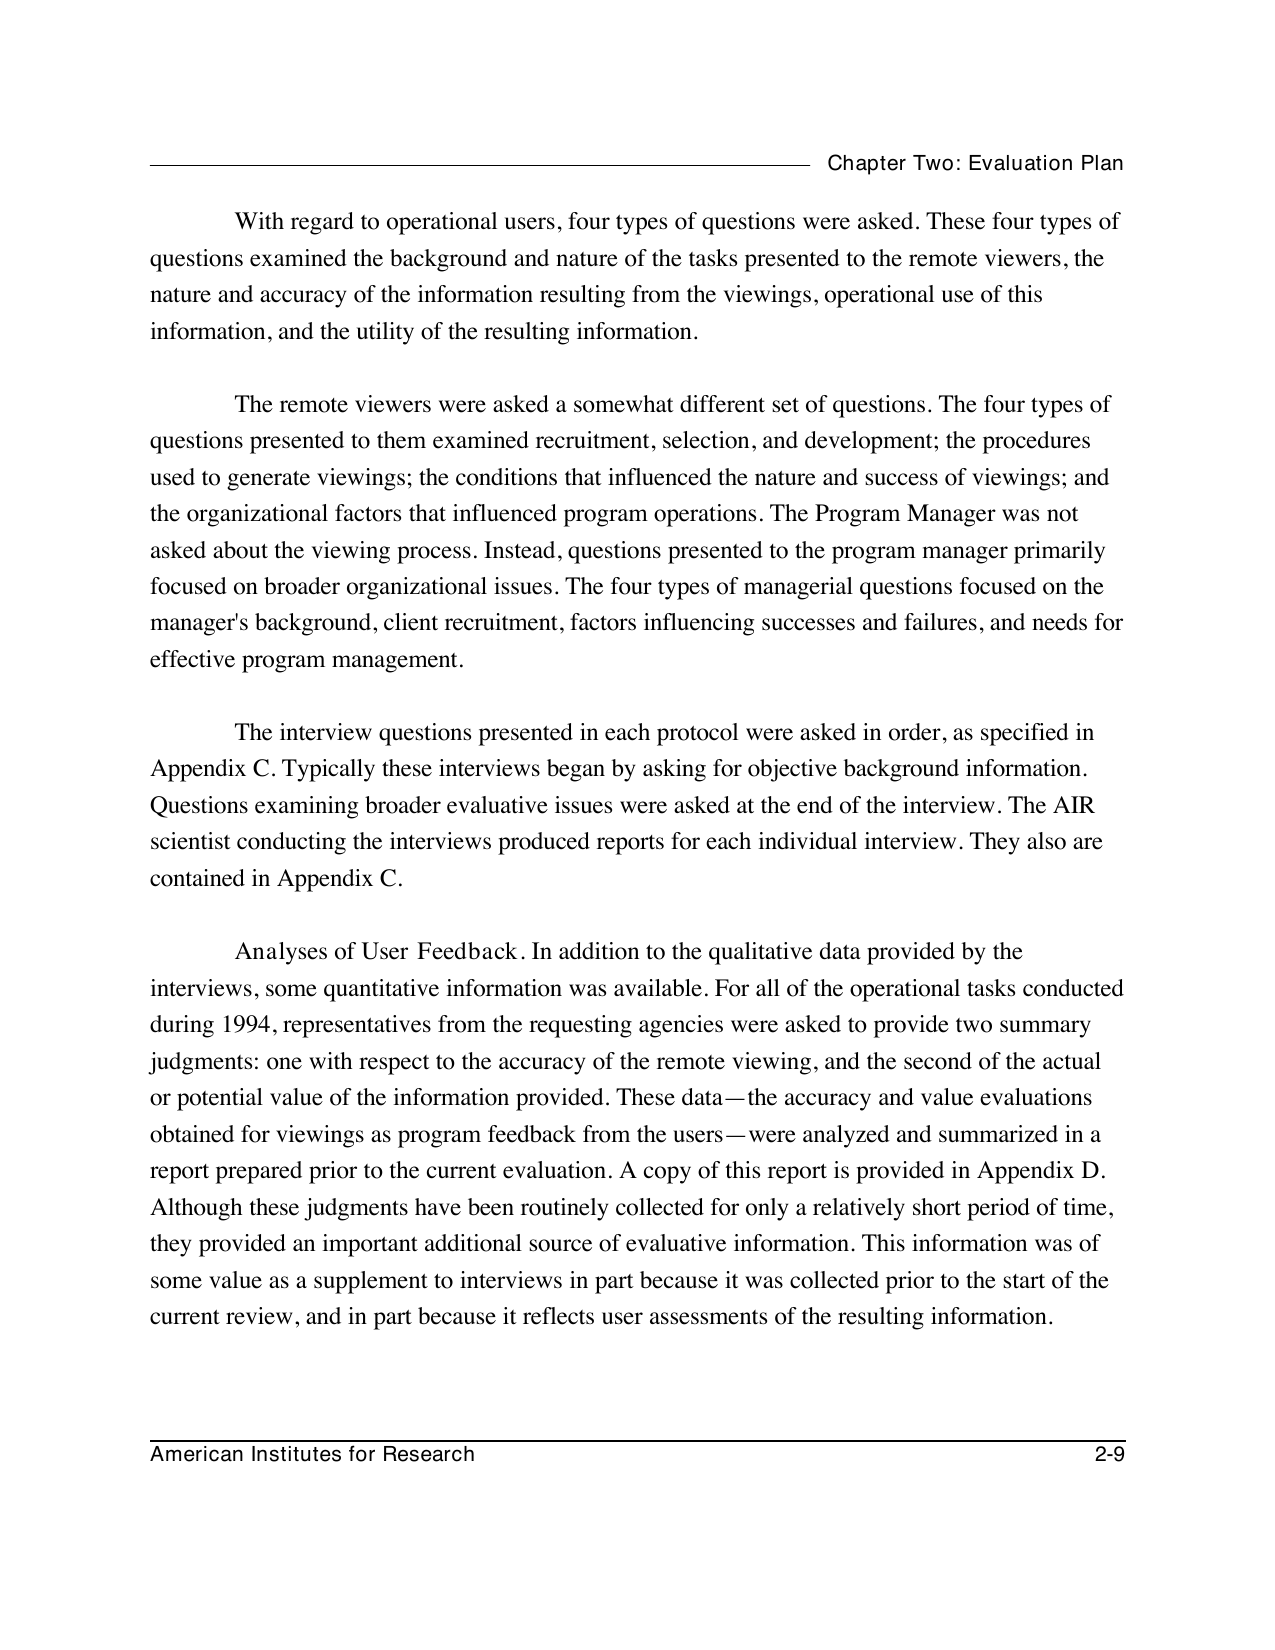 Chapter Two: Evaluation Plan
With regard to operational users, four types of questions were asked. These four types of
questions examined the background and nature of the tasks presented to the remote viewers, the
nature and accuracy of the information resulting from the viewings, operational use of this
information, and the utility of the resulting information.
The remote viewers were asked a somewhat different set of questions. The four types of
questions presented to them examined recruitment, selection, and development; the procedures
used to generate viewings; the conditions that influenced the nature and success of viewings; and
the organizational factors that influenced program operations. The Program Manager was not
asked about the viewing process. Instead, questions presented to the program manager primarily
focused on broader organizational issues. The four types of managerial questions focused on the
manager's background, client recruitment, factors influencing successes and failures, and needs for
effective program management.
The interview questions presented in each protocol were asked in order, as specified in
Appendix C. Typically these interviews began by asking for objective background information.
Questions examining broader evaluative issues were asked at the end of the interview. The AIR
scientist conducting the interviews produced reports for each individual interview. They also are
contained in Appendix C.
Analyses of User Feedback. In addition to the qualitative data provided by the
interviews, some quantitative information was available. For all of the operational tasks conducted
during 1994, representatives from the requesting agencies were asked to provide two summary
judgments: one with respect to the accuracy of the remote viewing, and the second of the actual
or potential value of the information provided. These data—the accuracy and value evaluations
obtained for viewings as program feedback from the users—were analyzed and summarized in a
report prepared prior to the current evaluation. A copy of this report is provided in Appendix D.
Although these judgments have been routinely collected for only a relatively short period of time,
they provided an important additional source of evaluative information. This information was of
some value as a supplement to interviews in part because it was collected prior to the start of the
current review, and in part because it reflects user assessments of the resulting information.
American Institutes for Research 2-9